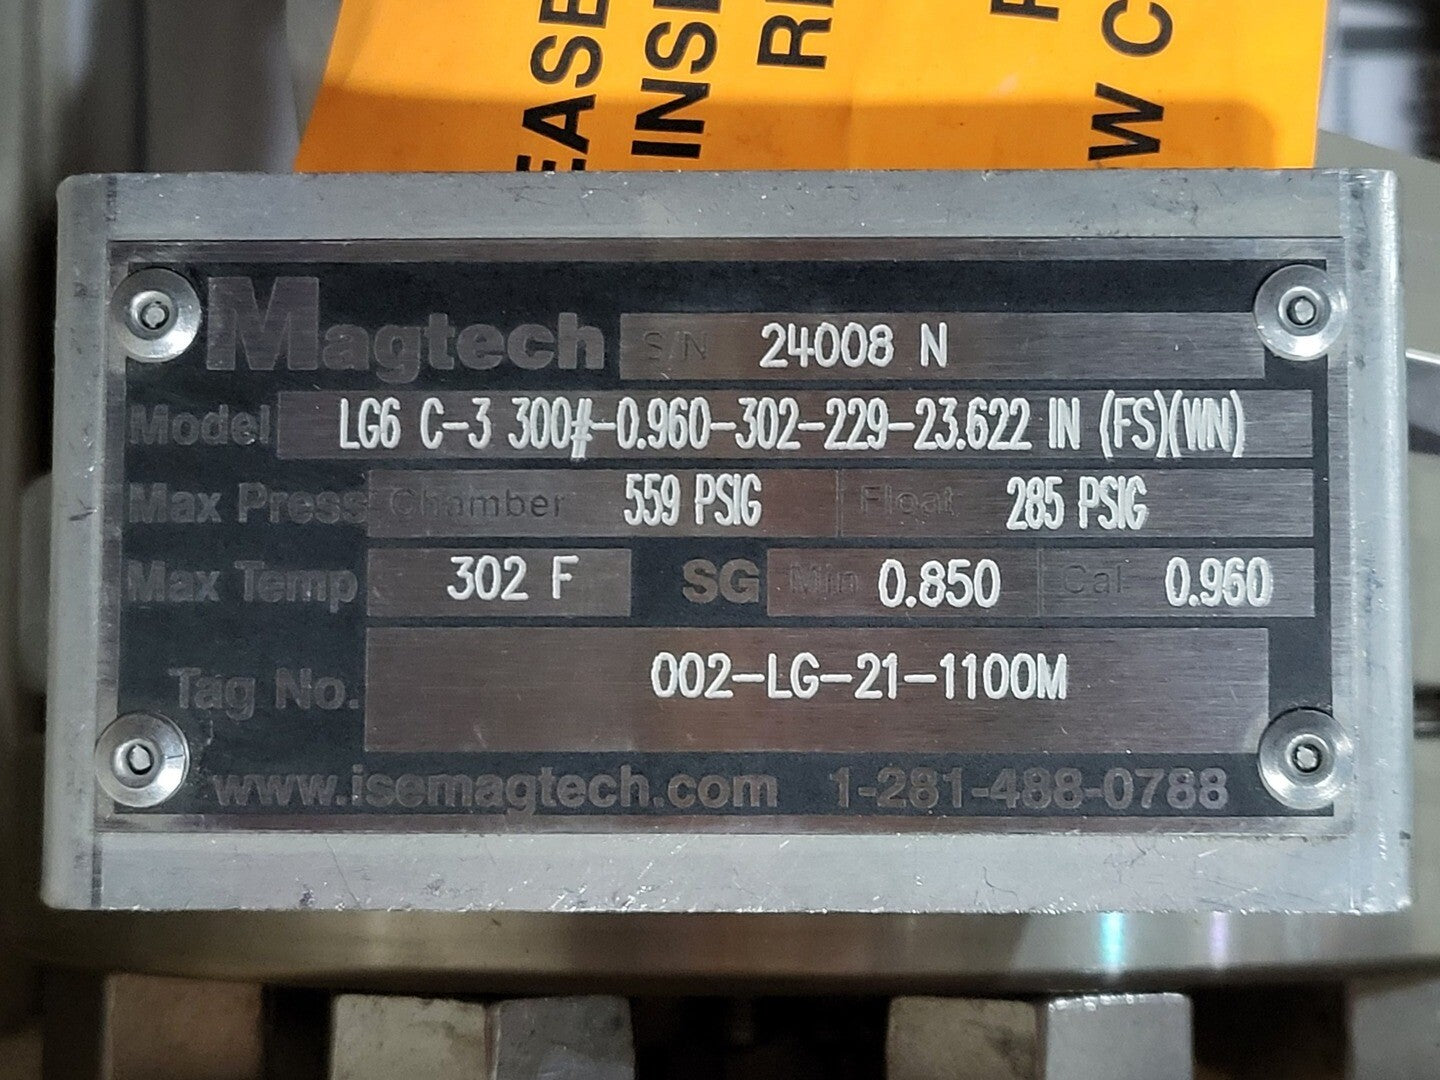 EASE
INSP
W C
Magtech S/N 24008 N
Model LG6 C-3 300#-0.960-302-229-23.622 IN (FS)(WN)
Max Press Chamber 559 PSIG Float 285 PSIG
Max Temp 302 F SG Min 0.850 Cal 0.960
Tag No. 002-LG-21-1100M
www.isemagtech.com 1-281-488-0788